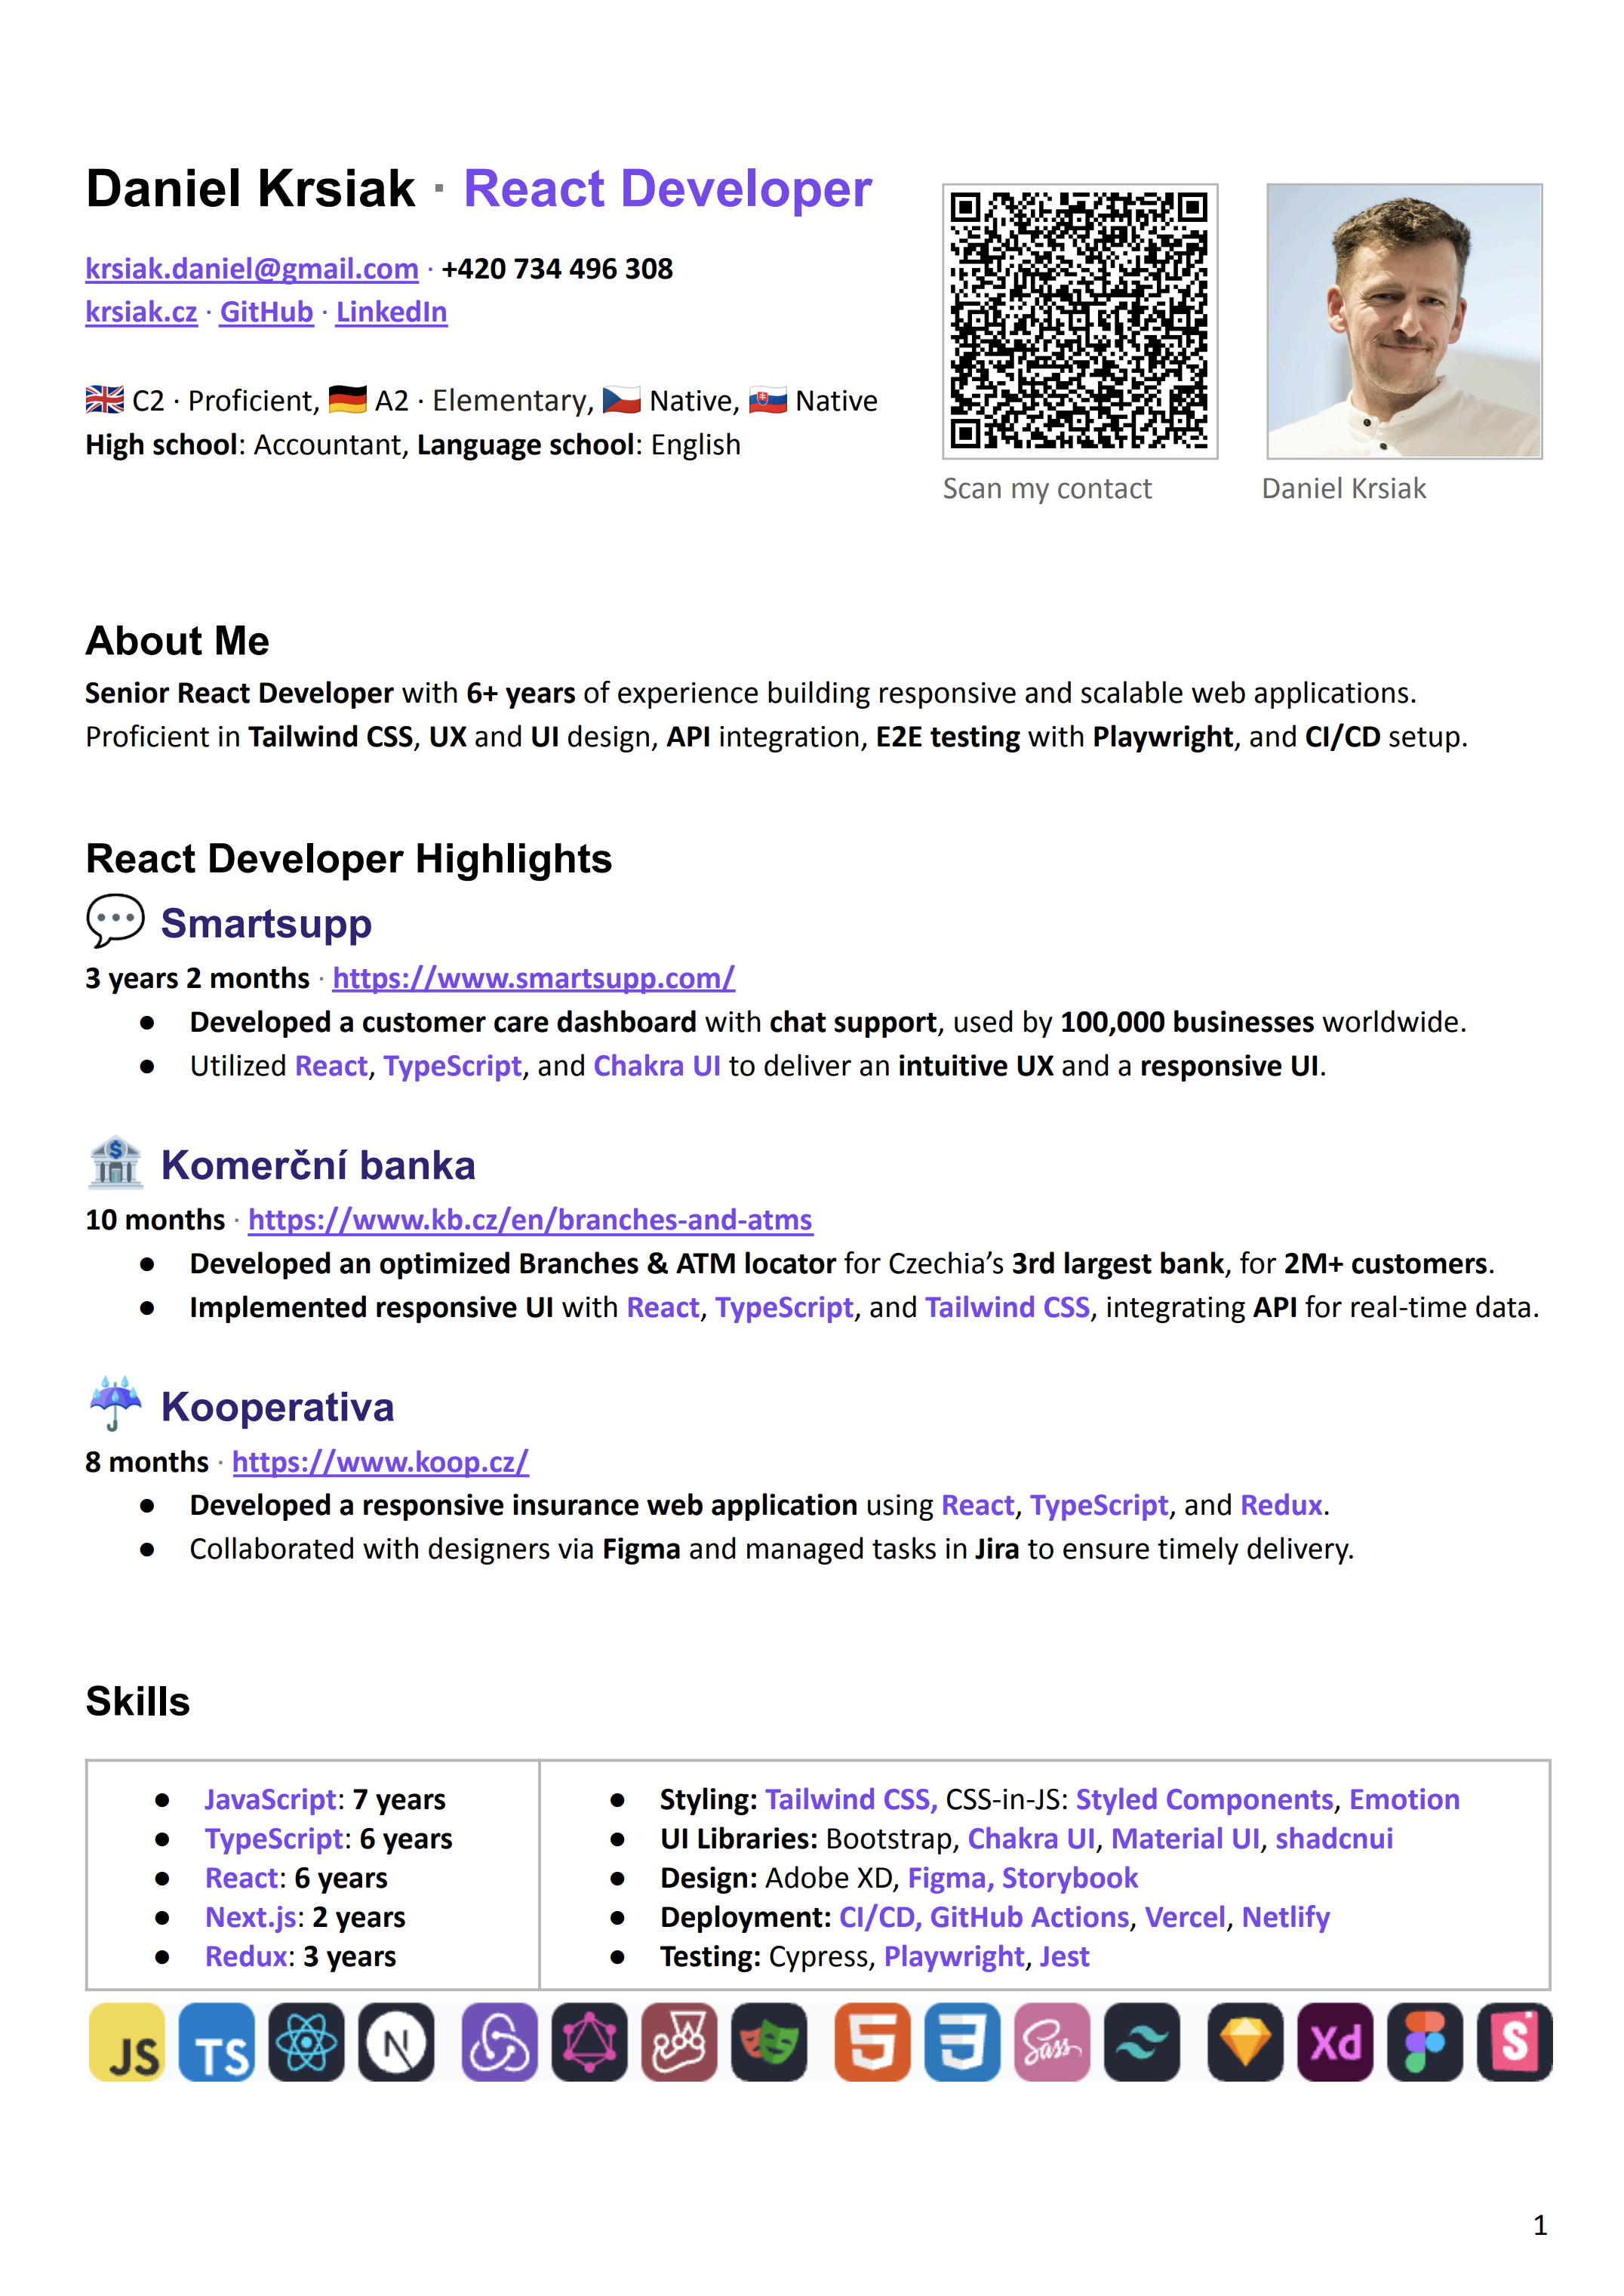 Daniel Krsiak · React Developer
krsiak.daniel@gmail.com · +420 734 496 308
krsiak.cz · GitHub · LinkedIn
🇬🇧 C2 · Proficient, 🇩🇪 A2 · Elementary, 🇨🇿 Native, 🇸🇰 Native
High school: Accountant, Language school: English
Scan my contact
Daniel Krsiak
About Me
Senior React Developer with 6+ years of experience building responsive and scalable web applications.
Proficient in Tailwind CSS, UX and UI design, API integration, E2E testing with Playwright, and CI/CD setup.
React Developer Highlights
💬 Smartsupp
3 years 2 months · https://www.smartsupp.com/
● Developed a customer care dashboard with chat support, used by 100,000 businesses worldwide.
● Utilized React, TypeScript, and Chakra UI to deliver an intuitive UX and a responsive UI.
🏦 Komerční banka
10 months · https://www.kb.cz/en/branches-and-atms
● Developed an optimized Branches & ATM locator for Czechia’s 3rd largest bank, for 2M+ customers.
● Implemented responsive UI with React, TypeScript, and Tailwind CSS, integrating API for real-time data.
☔ Kooperativa
8 months · https://www.koop.cz/
● Developed a responsive insurance web application using React, TypeScript, and Redux.
● Collaborated with designers via Figma and managed tasks in Jira to ensure timely delivery.
Skills
● JavaScript: 7 years
● TypeScript: 6 years
● React: 6 years
● Next.js: 2 years
● Redux: 3 years
● Styling: Tailwind CSS, CSS-in-JS: Styled Components, Emotion
● UI Libraries: Bootstrap, Chakra UI, Material UI, shadcnui
● Design: Adobe XD, Figma, Storybook
● Deployment: CI/CD, GitHub Actions, Vercel, Netlify
● Testing: Cypress, Playwright, Jest
JS TS N 5 3 Sass Xd S
1